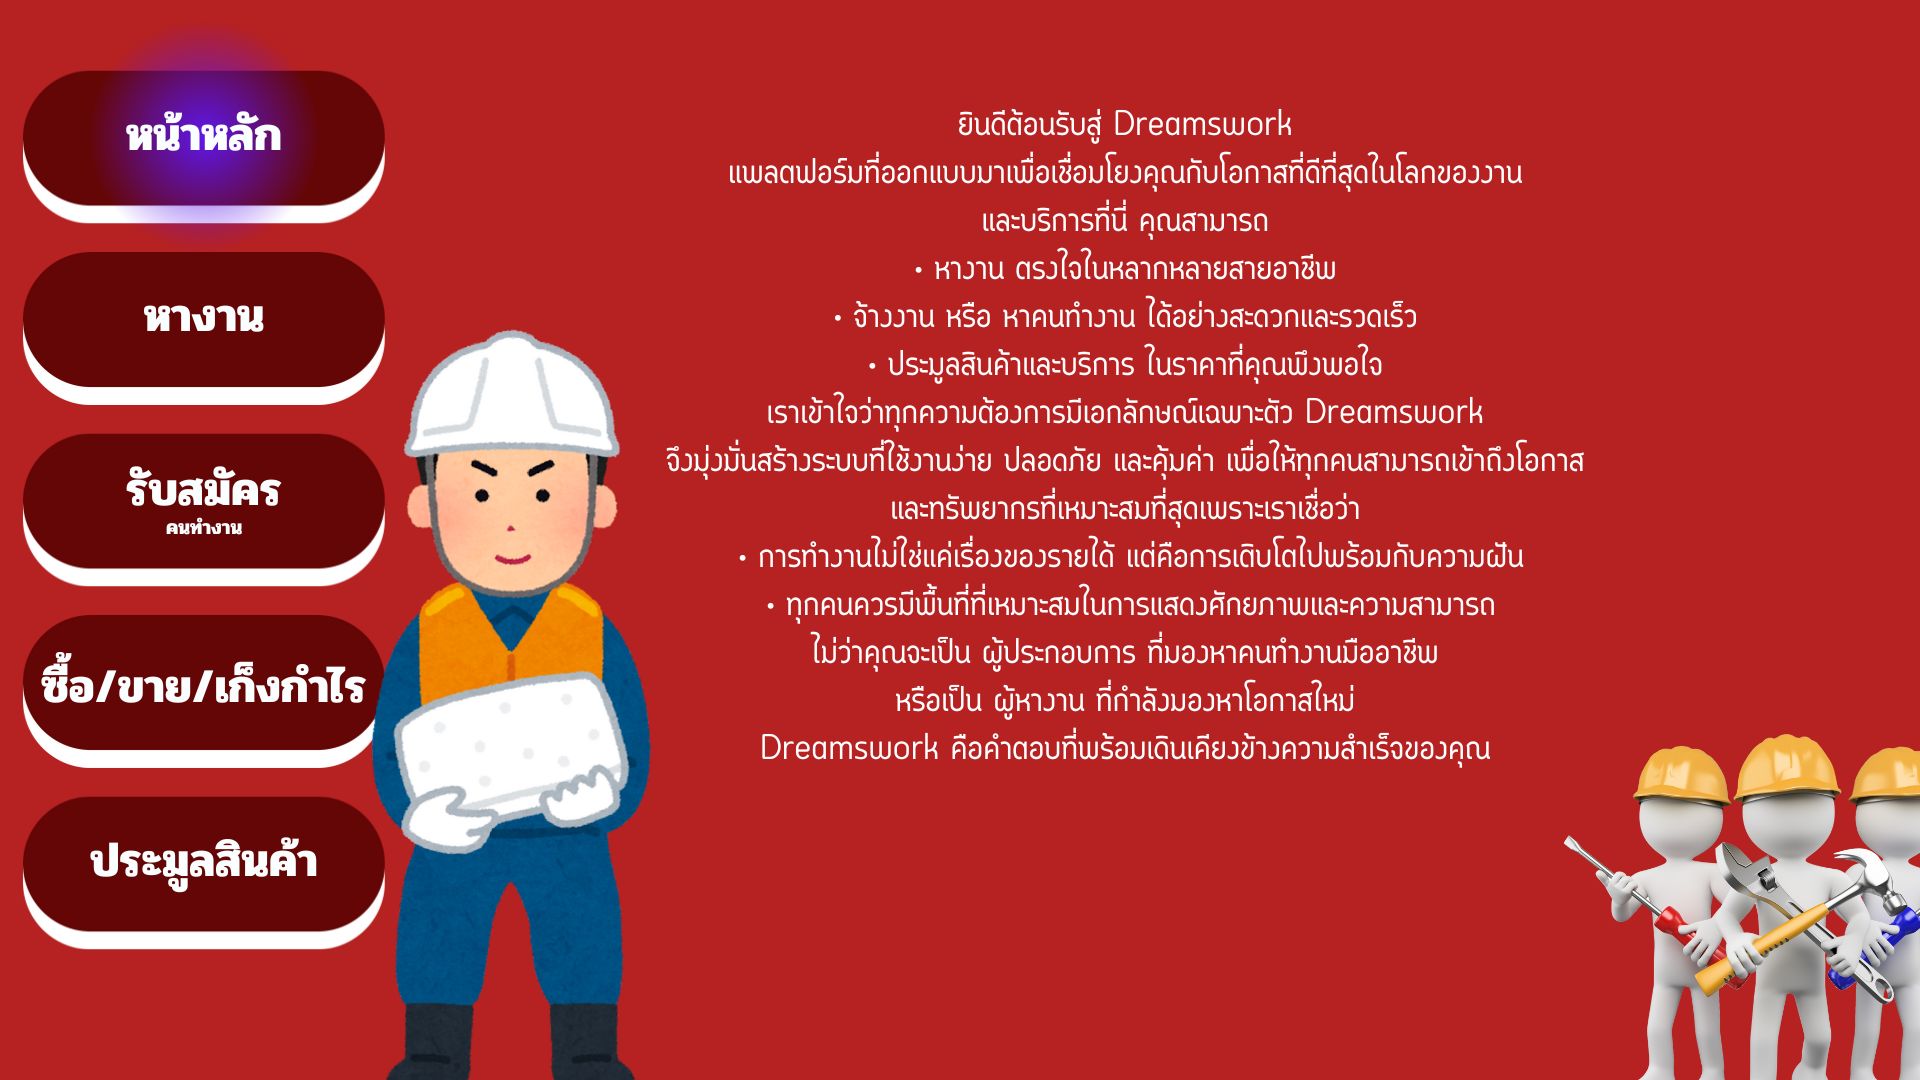 หน้าหลัก
หางาน
รับสมัคร
คนทำงาน
ซื้อ/ขาย/เก็งกำไร
ประมูลสินค้า
ยินดีต้อนรับสู่ Dreamswork
แพลตฟอร์มที่ออกแบบมาเพื่อเชื่อมโยงคุณกับโอกาสที่ดีที่สุดในโลกของงาน
และบริการที่นี่ คุณสามารถ
• หางาน ตรงใจในหลากหลายสายอาชีพ
• จ้างงาน หรือ หาคนทำงาน ได้อย่างสะดวกและรวดเร็ว
• ประมูลสินค้าและบริการ ในราคาที่คุณพึงพอใจ
เราเข้าใจว่าทุกความต้องการมีเอกลักษณ์เฉพาะตัว Dreamswork
จึงมุ่งมั่นสร้างระบบที่ใช้งานง่าย ปลอดภัย และคุ้มค่า เพื่อให้ทุกคนสามารถเข้าถึงโอกาส
และทรัพยากรที่เหมาะสมที่สุดเพราะเราเชื่อว่า
• การทำงานไม่ใช่แค่เรื่องของรายได้ แต่คือการเติบโตไปพร้อมกับความฝัน
• ทุกคนควรมีพื้นที่ที่เหมาะสมในการแสดงศักยภาพและความสามารถ
ไม่ว่าคุณจะเป็น ผู้ประกอบการ ที่มองหาคนทำงานมืออาชีพ
หรือเป็น ผู้หางาน ที่กำลังมองหาโอกาสใหม่
Dreamswork คือคำตอบที่พร้อมเดินเคียงข้างความสำเร็จของคุณ